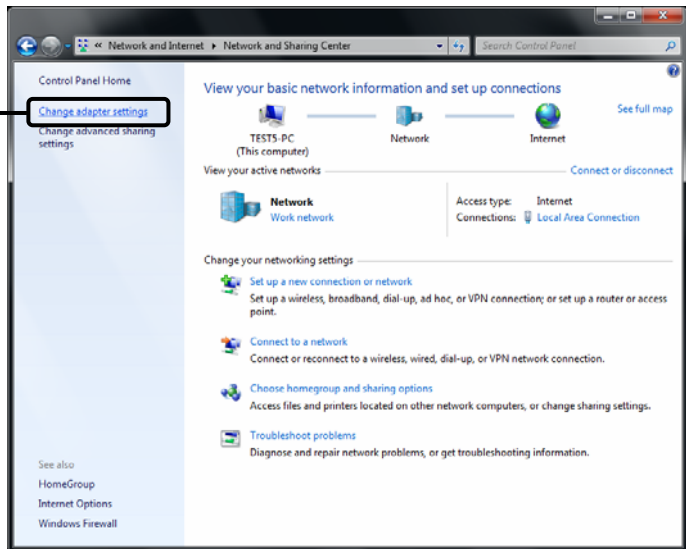 « Network and Internet ▸ Network and Sharing Center
Search Control Panel
Control Panel Home
Change adapter settings
Change advanced sharing
settings
See also
HomeGroup
Internet Options
Windows Firewall
View your basic network information and set up connections
See full map
TEST5-PC
(This computer)
Network
Internet
View your active networks
Connect or disconnect
Network
Work network
Access type: Internet
Connections: Local Area Connection
Change your networking settings
Set up a new connection or network
Set up a wireless, broadband, dial-up, ad hoc, or VPN connection; or set up a router or access
point.
Connect to a network
Connect or reconnect to a wireless, wired, dial-up, or VPN network connection.
Choose homegroup and sharing options
Access files and printers located on other network computers, or change sharing settings.
Troubleshoot problems
Diagnose and repair network problems, or get troubleshooting information.